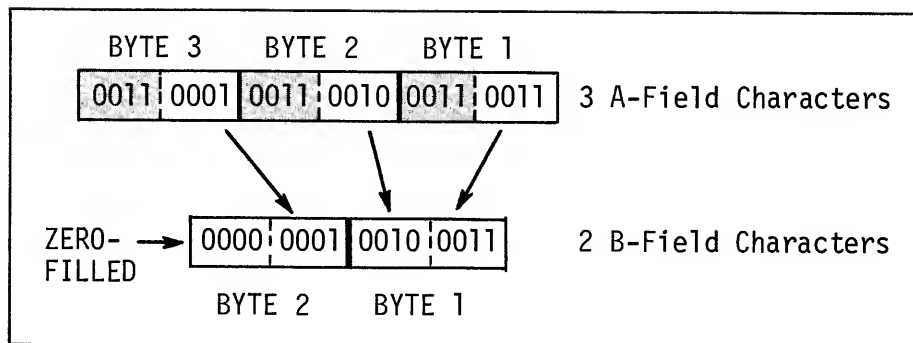 BYTE 3 BYTE 2 BYTE 1
0011 0001 0011 0010 0011 0011 3 A-Field Characters
ZERO- 0000 0001 0010 0011 2 B-Field Characters
FILLED
BYTE 2 BYTE 1